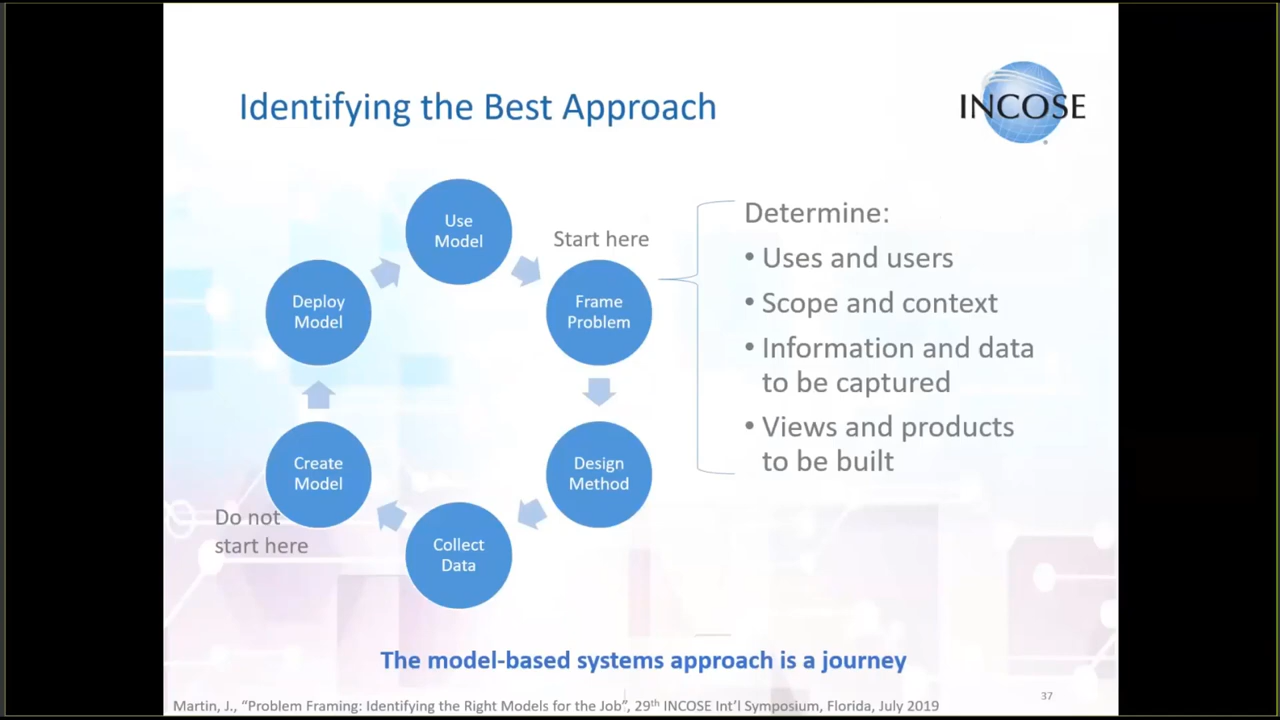 Identifying the Best Approach
INCOSE
Use
Model
Start here
Frame
Problem
Design
Method
Collect
Data
Create
Model
Do not
start here
Deploy
Model
Determine:
• Uses and users
• Scope and context
• Information and data
to be captured
• Views and products
to be built
The model-based systems approach is a journey
Martin, J., “Problem Framing: Identifying the Right Models for the Job”, 29th INCOSE Int’l Symposium, Florida, July 2019
37